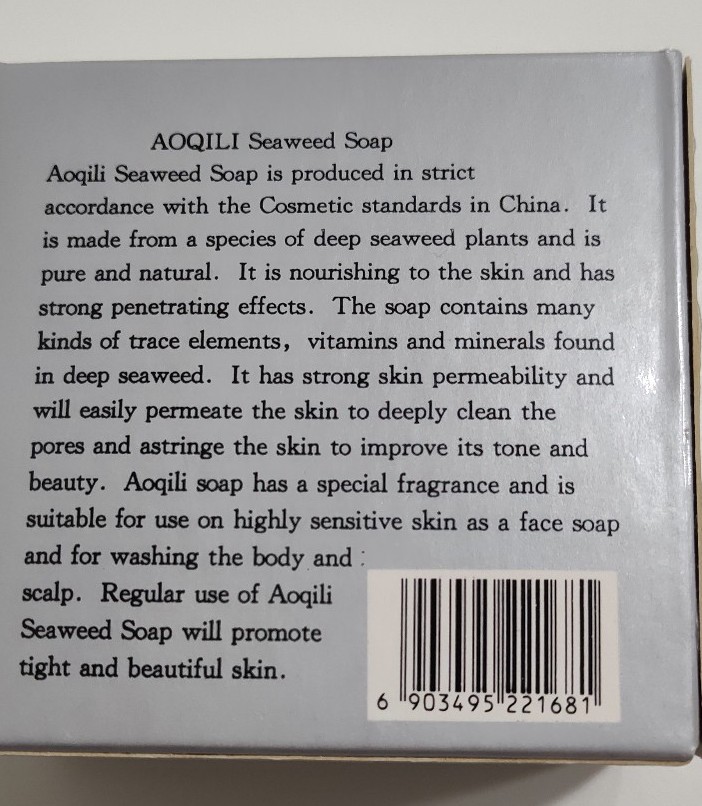 AOQILI Seaweed Soap
Aoqili Seaweed Soap is produced in strict
accordance with the Cosmetic standards in China. It
is made from a species of deep seaweed plants and is
pure and natural. It is nourishing to the skin and has
strong penetrating effects. The soap contains many
kinds of trace elements, vitamins and minerals found
in deep seaweed. It has strong skin permeability and
will easily permeate the skin to deeply clean the
pores and astringe the skin to improve its tone and
beauty. Aoqili soap has a special fragrance and is
suitable for use on highly sensitive skin as a face soap
and for washing the body and :
scalp. Regular use of Aoqili
Seaweed Soap will promote
tight and beautiful skin.
6 903495 221681